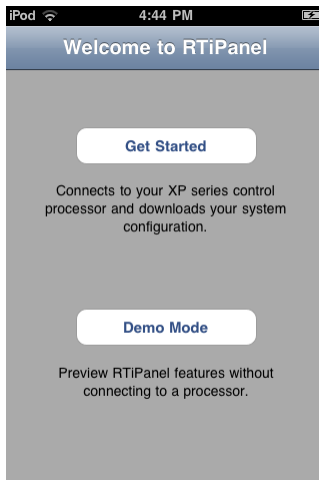 iPod 4:44 PM
Welcome to RTiPanel
Get Started
Connects to your XP series control
processor and downloads your system
configuration.
Demo Mode
Preview RTiPanel features without
connecting to a processor.